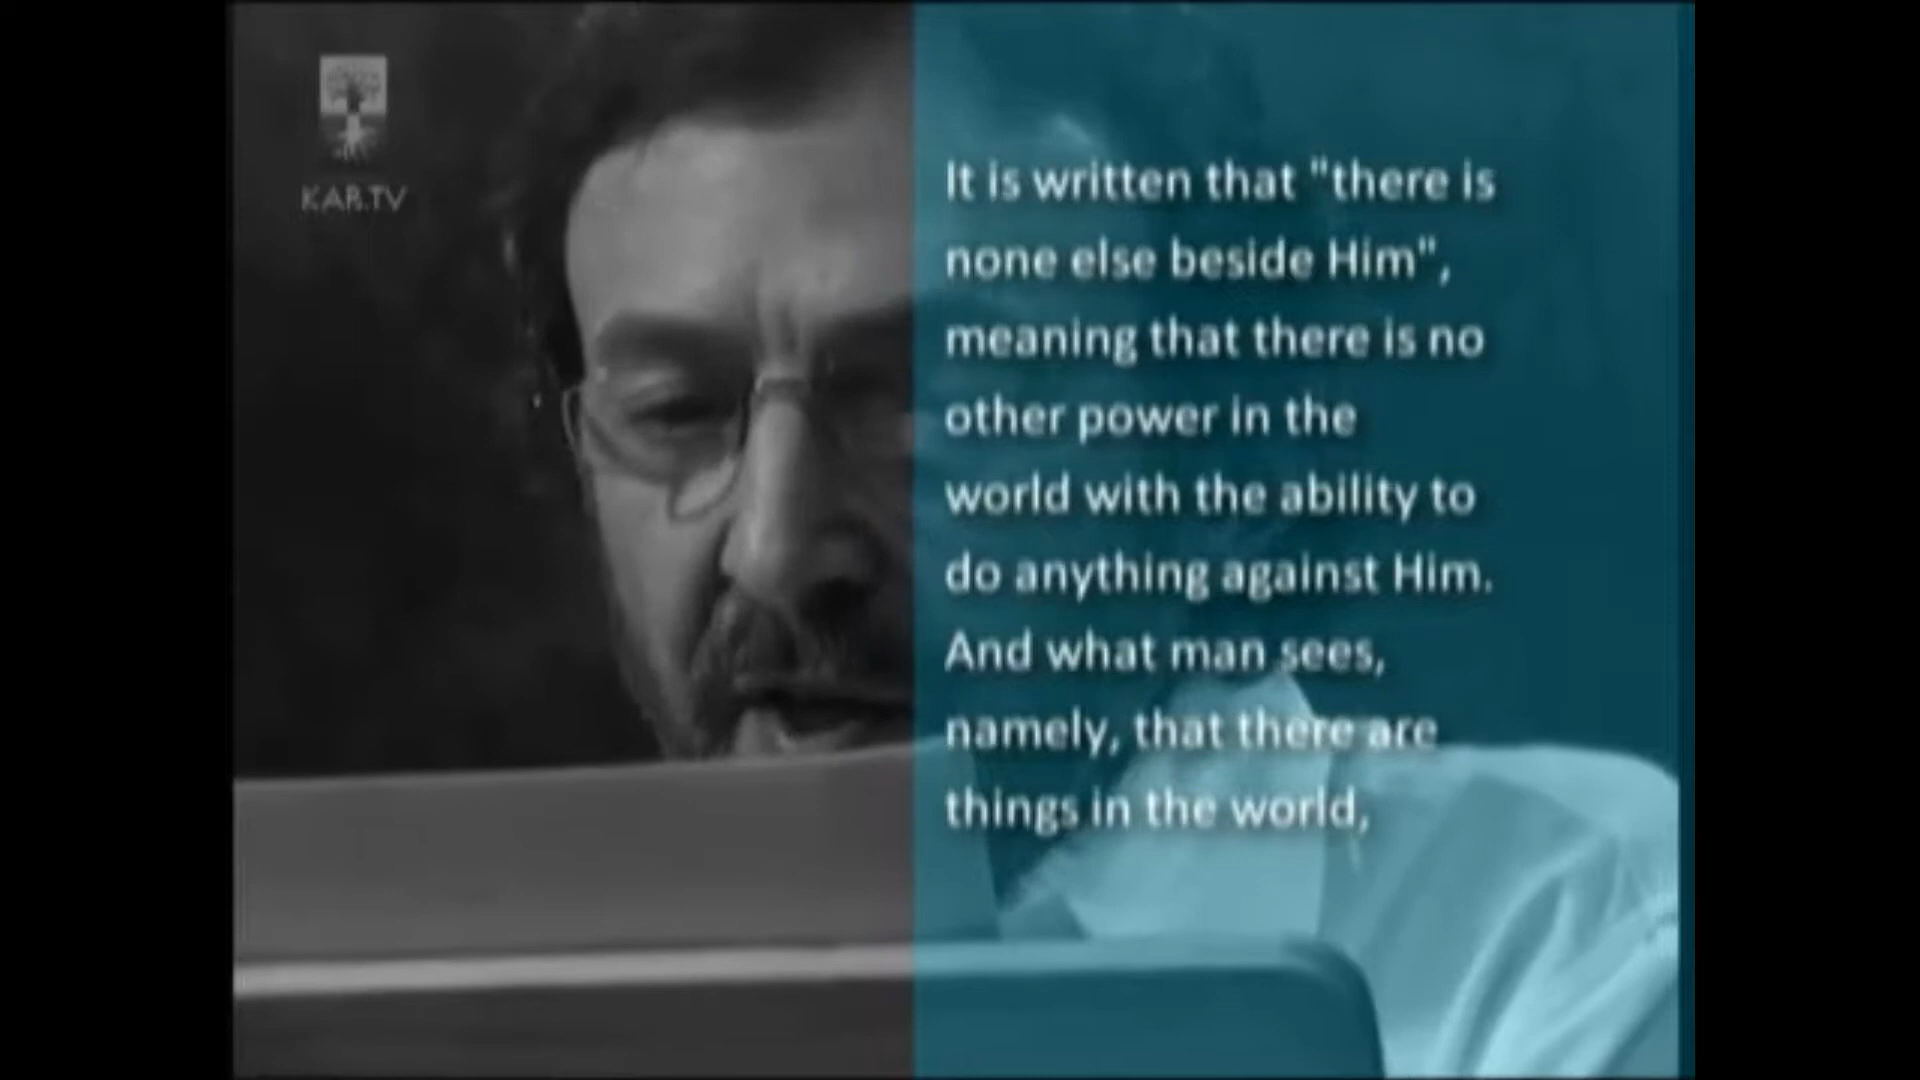 KAB.TV
It is written that "there is
none else beside Him",
meaning that there is no
other power in the
world with the ability to
do anything against Him.
And what man sees,
namely, that there are
things in the world,